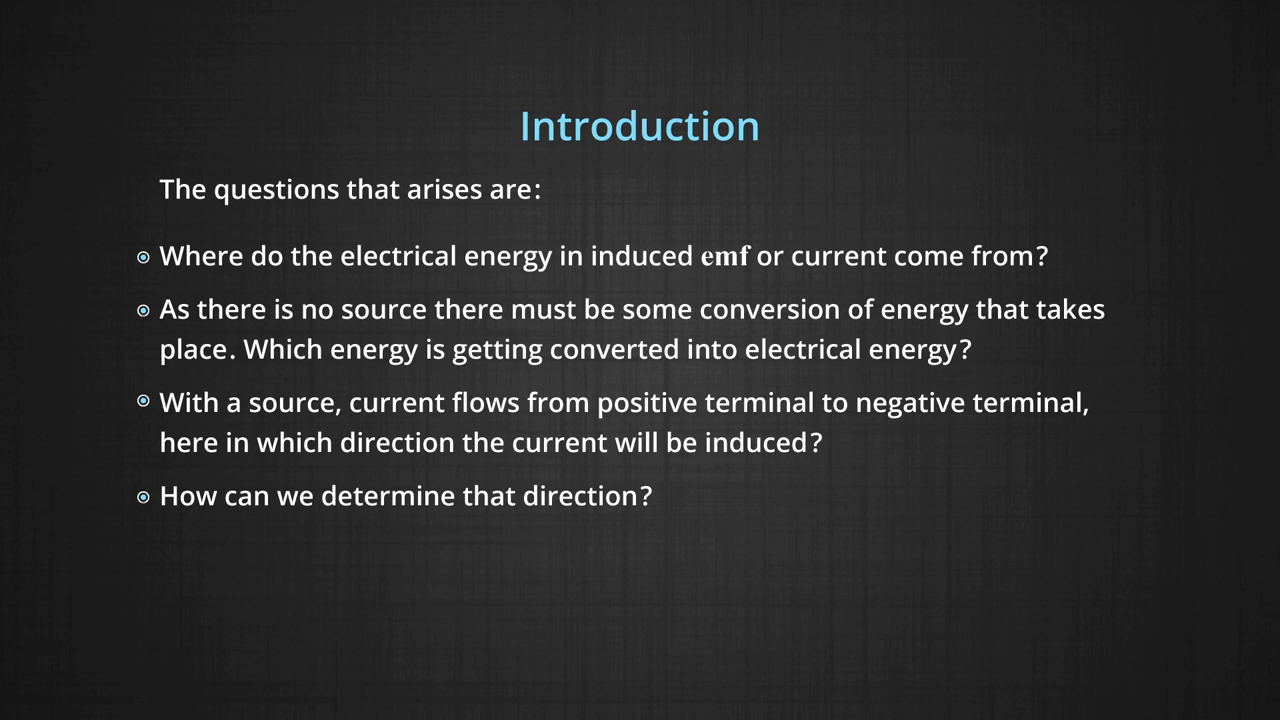 Introduction
The questions that arises are:
Where do the electrical energy in induced emf or current come from?
As there is no source there must be some conversion of energy that takes
place. Which energy is getting converted into electrical energy?
With a source, current flows from positive terminal to negative terminal,
here in which direction the current will be induced?
How can we determine that direction?